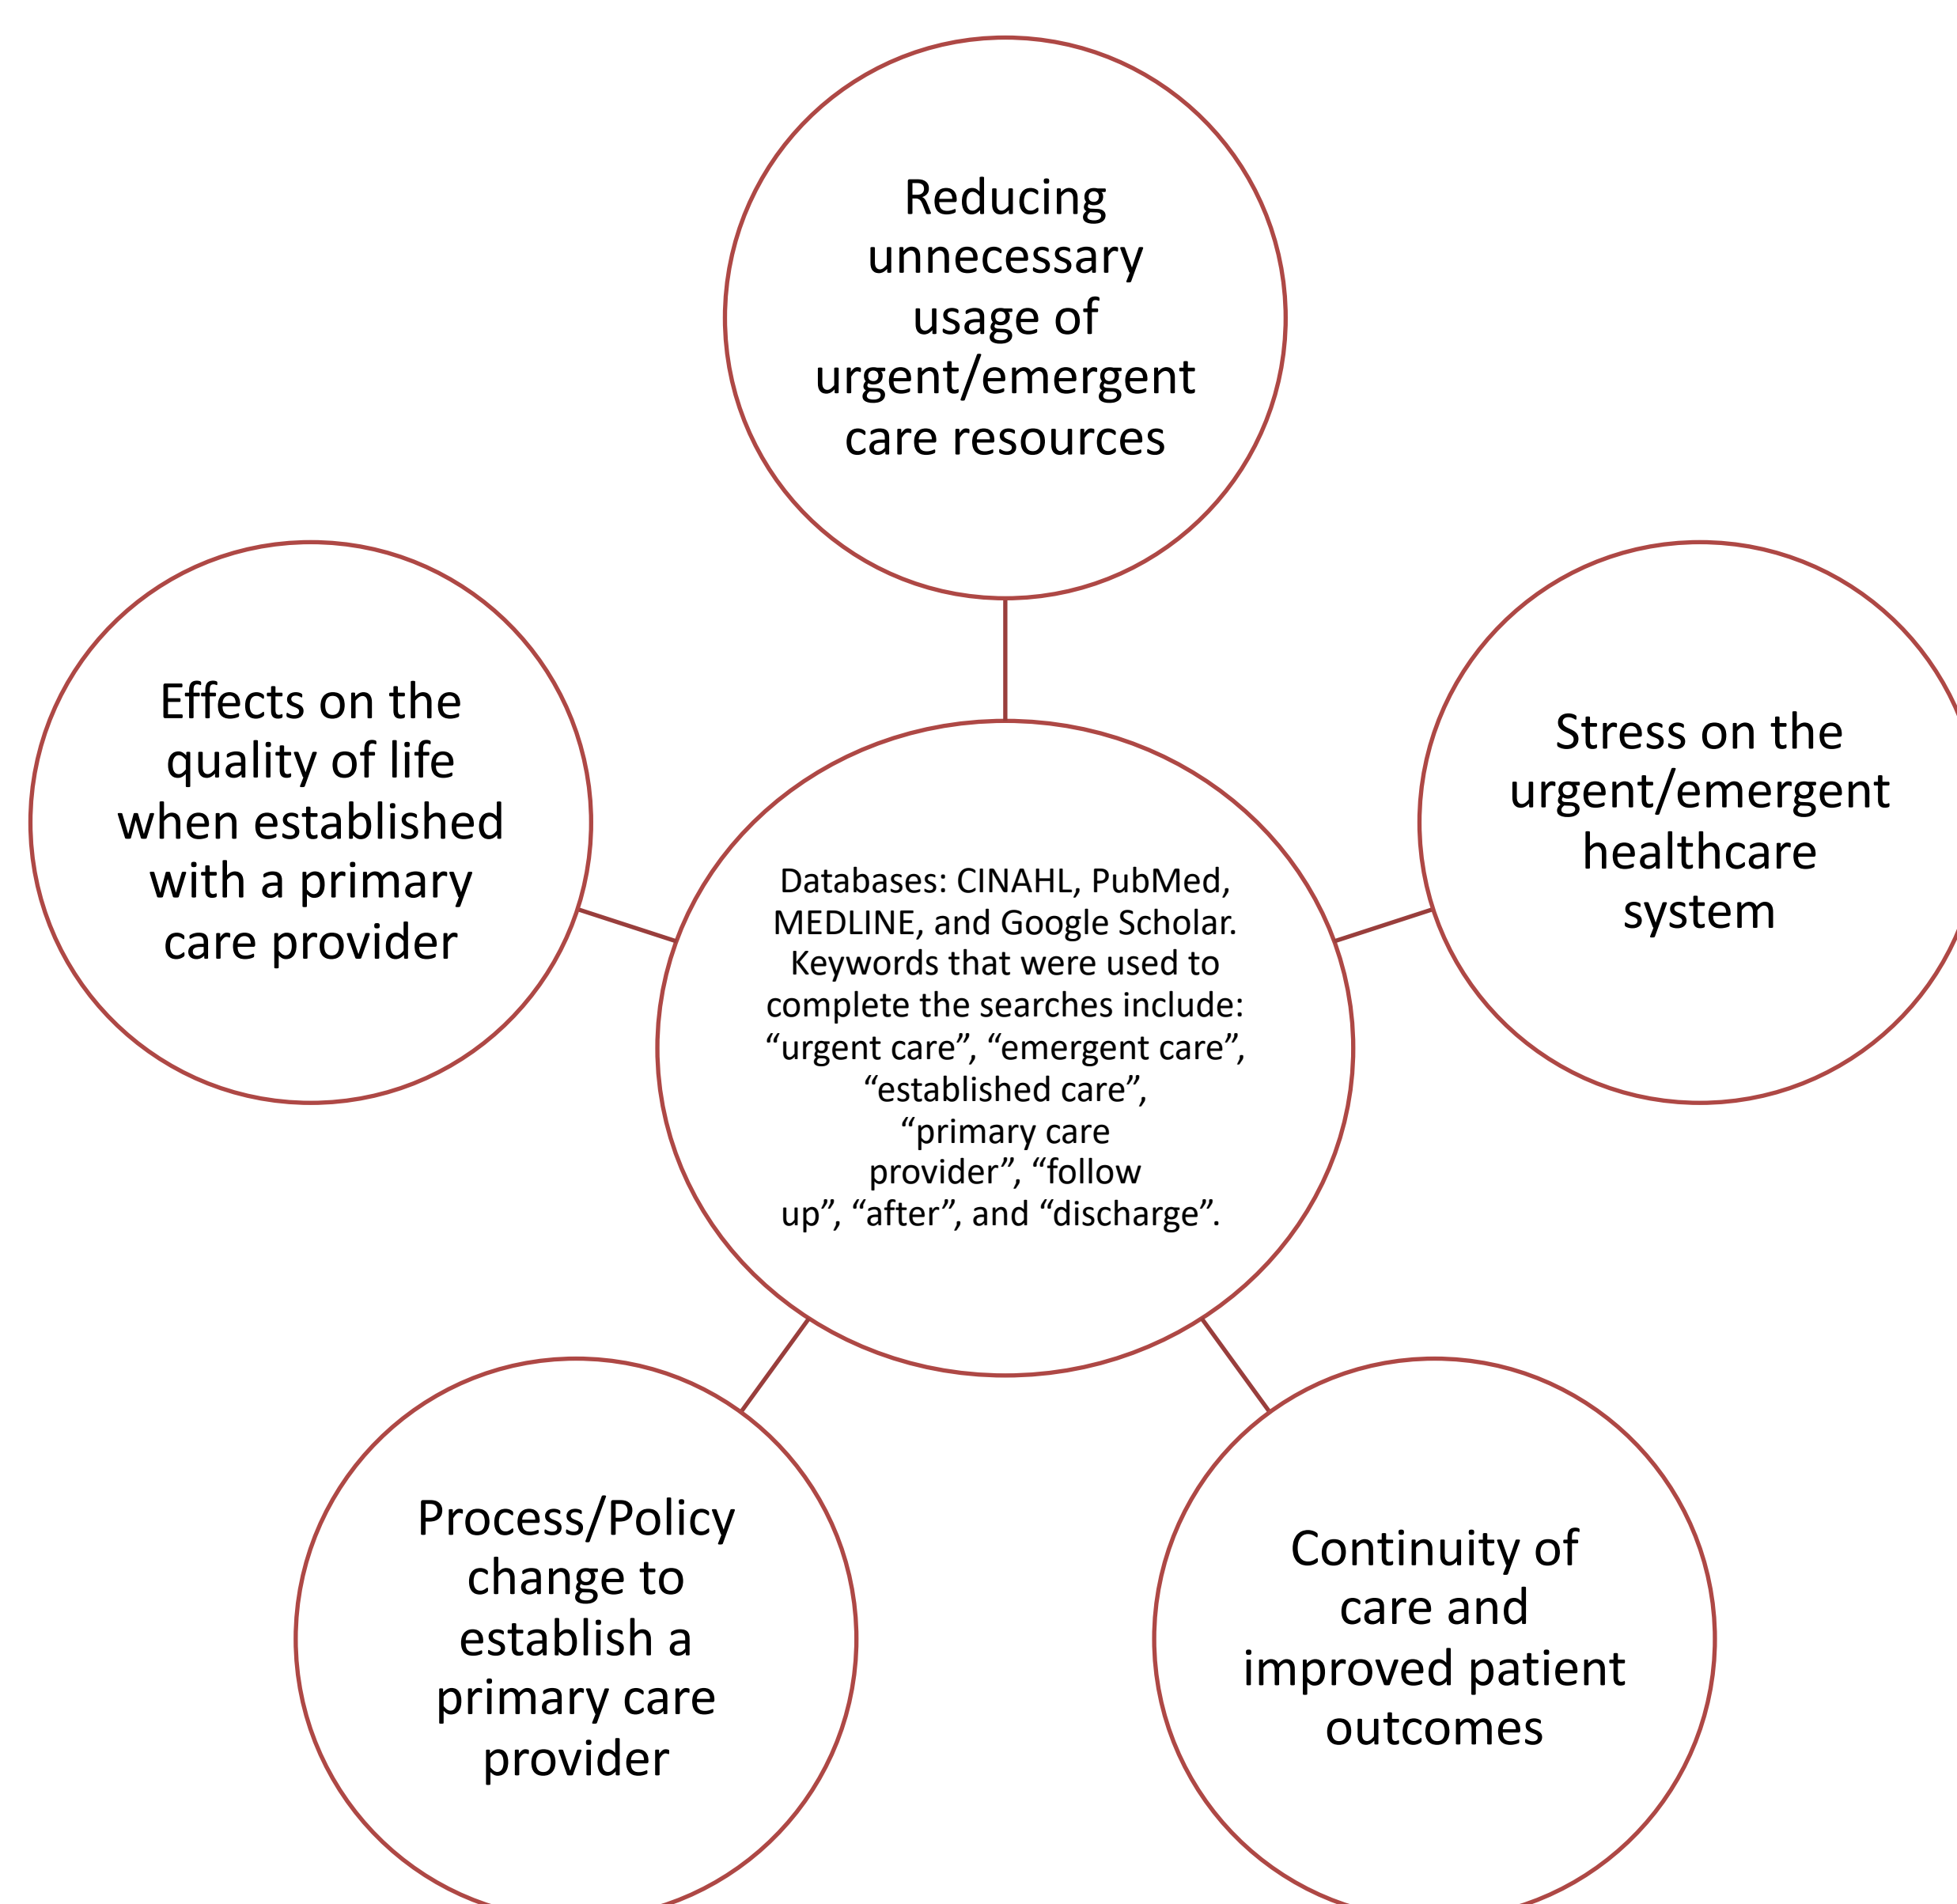 Reducing
unnecessary
usage of
urgent/emergent
care resources
Effects on the
quality of life
when established
with a primary
care provider
Stress on the
urgent/emergent
healthcare
system
Databases: CINAHL, PubMed,
MEDLINE, and Google Scholar.
Keywords that were used to
complete the searches include:
“urgent care”, “emergent care”,
“established care”,
“primary care
provider”, “follow
up”, “after”, and “discharge”.
Process/Policy
change to
establish a
primary care
provider
Continuity of
care and
improved patient
outcomes